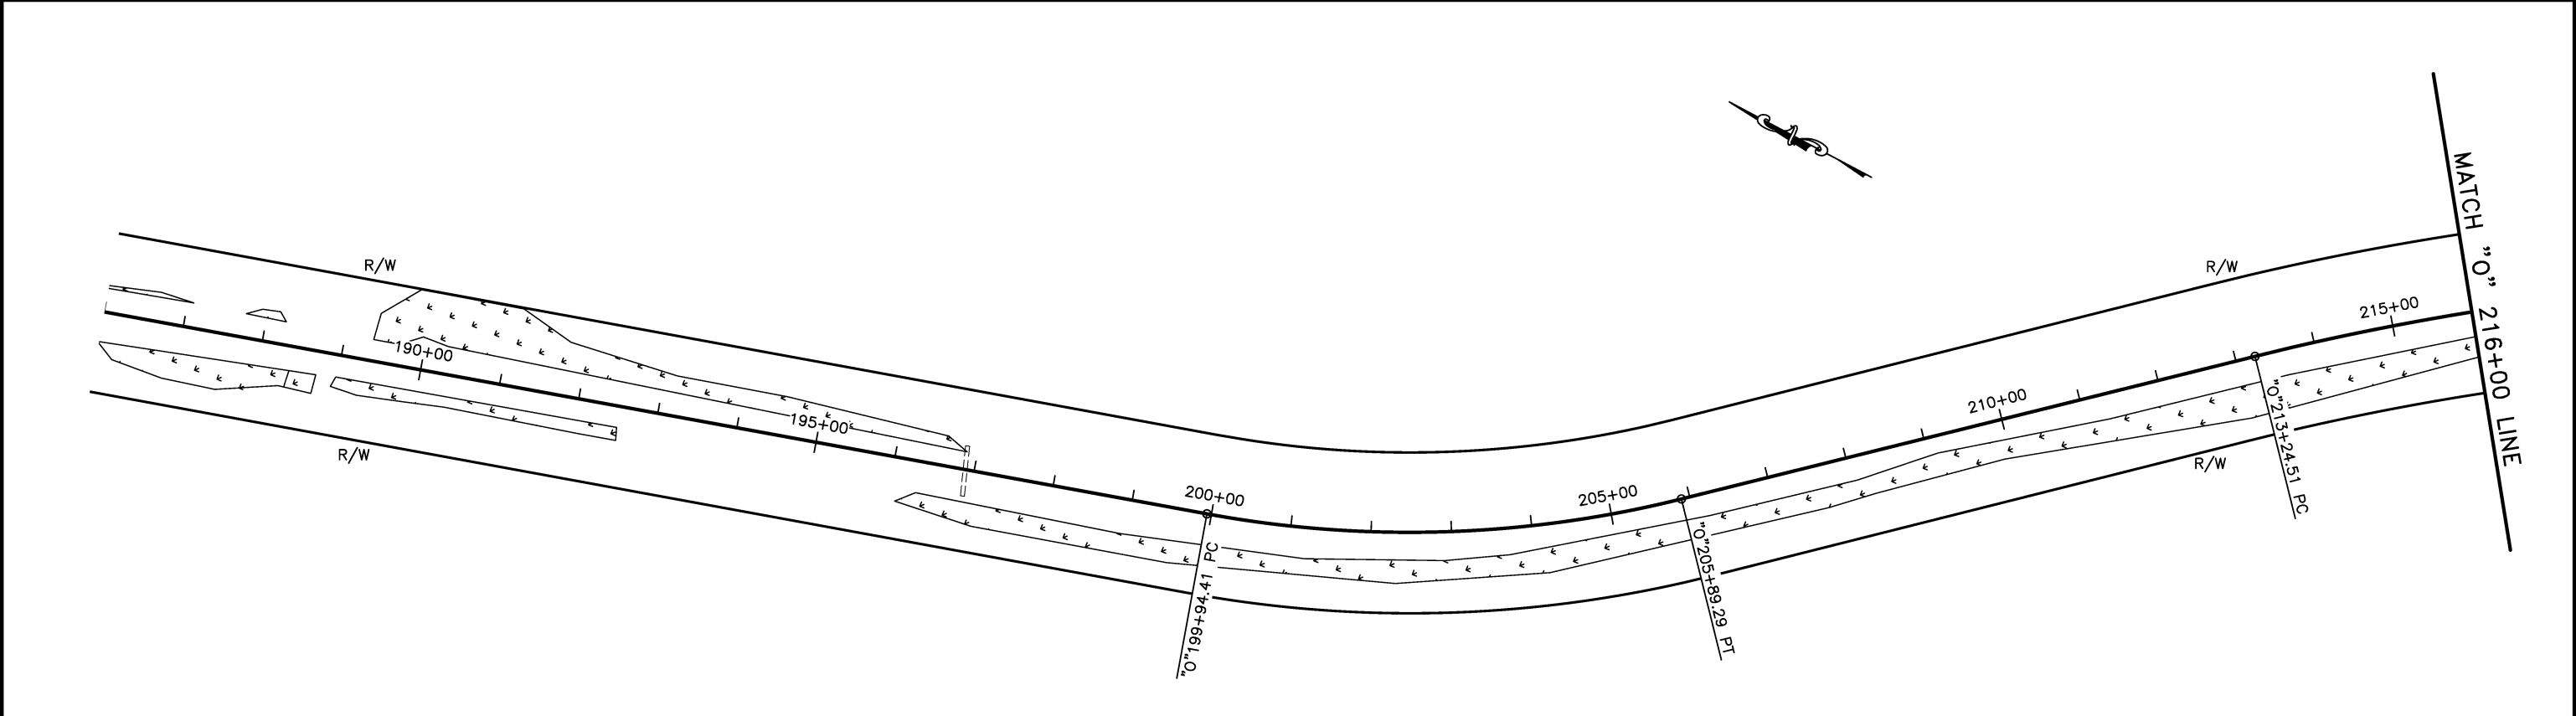 R/W
190+00
195+00
R/W
200+00
205+00
210+00
215+00
R/W
R/W
"O"199+94.41 PC
"O"205+89.29 PT
"O"213+24.51 PC
MATCH "O" 216+00 LINE